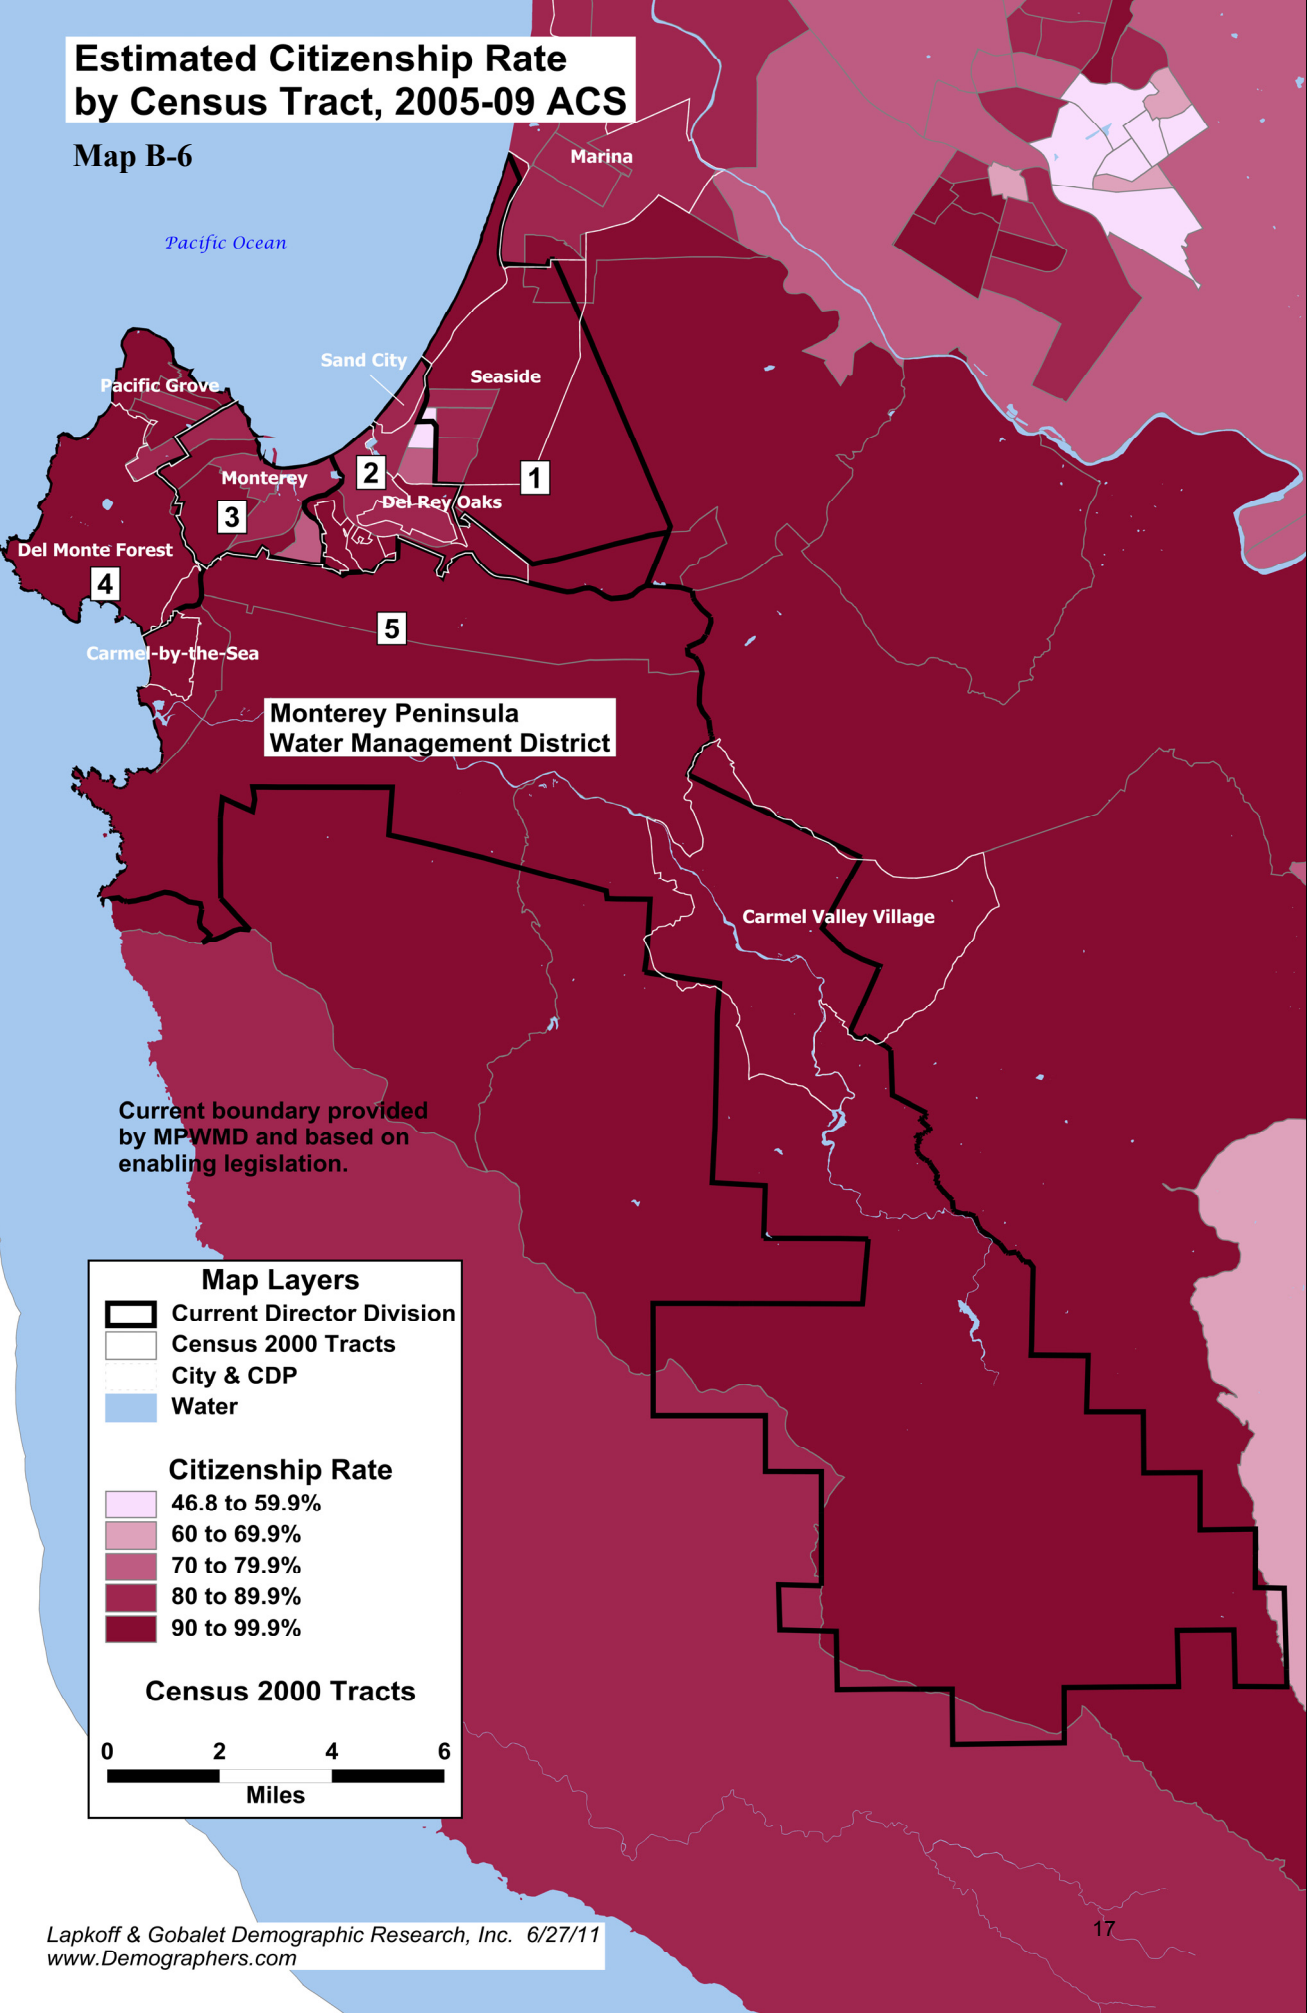 Estimated Citizenship Rate
by Census Tract, 2005-09 ACS
Map B-6
Marina
Pacific Ocean
Sand City
Seaside
Pacific Grove
2
1
Monterey
Del Rey Oaks
3
Del Monte Forest
4
5
Carmel-by-the-Sea
Monterey Peninsula
Water Management District
Carmel Valley Village
Current boundary provided
by MPWMD and based on
enabling legislation.
Map Layers
Current Director Division
Census 2000 Tracts
City & CDP
Water
Citizenship Rate
46.8 to 59.9%
60 to 69.9%
70 to 79.9%
80 to 89.9%
90 to 99.9%
Census 2000 Tracts
0 2 4 6
Miles
17
Lapkoff & Gobalet Demographic Research, Inc. 6/27/11
www.Demographers.com